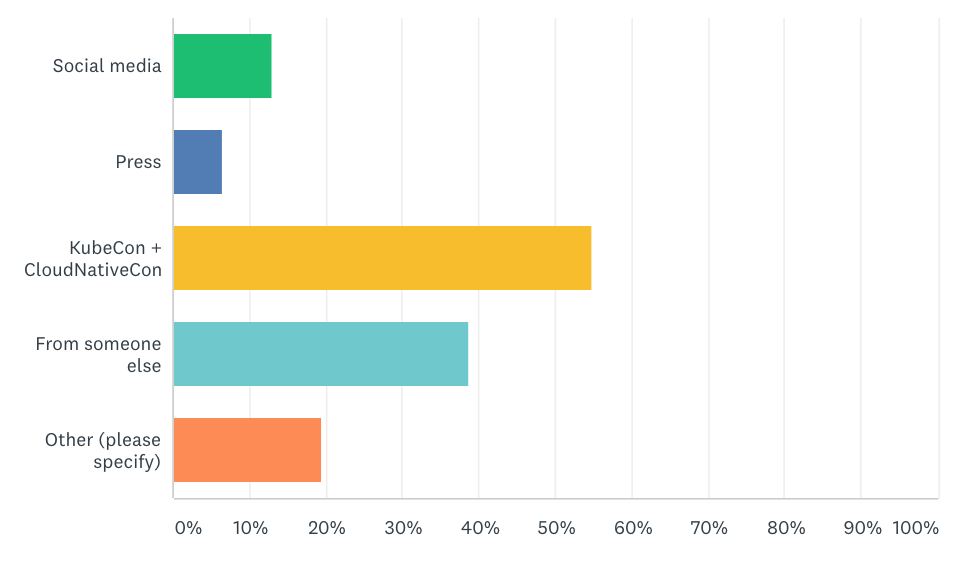 Social media
Press
KubeCon +
CloudNativeCon
From someone
else
Other (please
specify)
0% 10% 20% 30% 40% 50% 60% 70% 80% 90% 100%